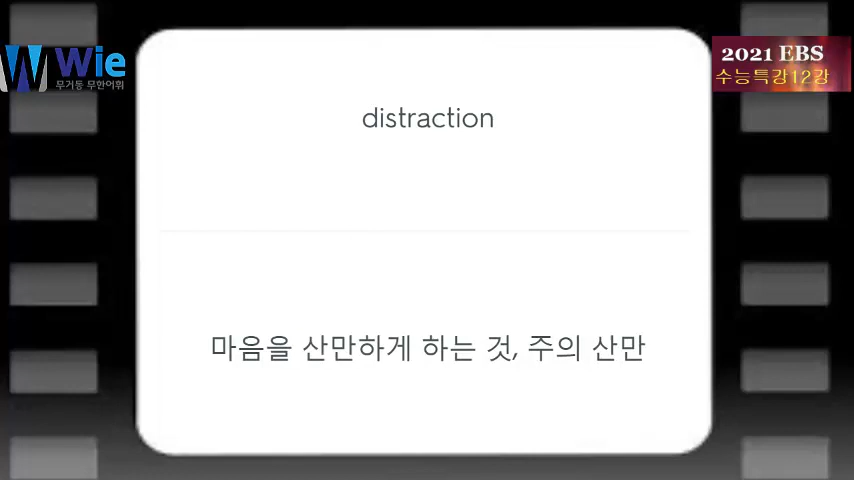 Wie
무거동 무한어휘
2021 EBS
수능특강12강
distraction
마음을 산만하게 하는 것, 주의 산만